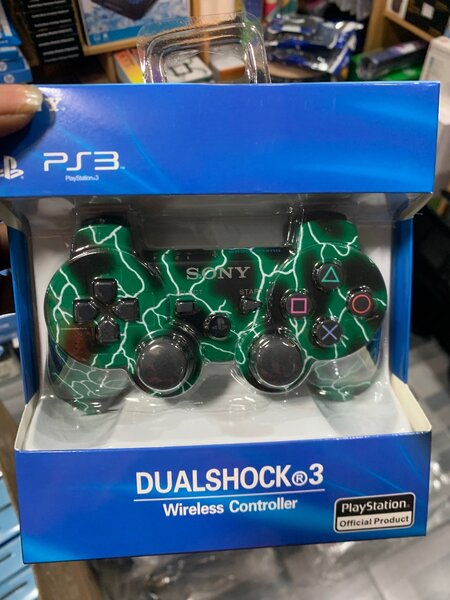 PS3
PlayStation®3
SONY
START
DUALSHOCK®3
Wireless Controller
PlayStation
Official Product